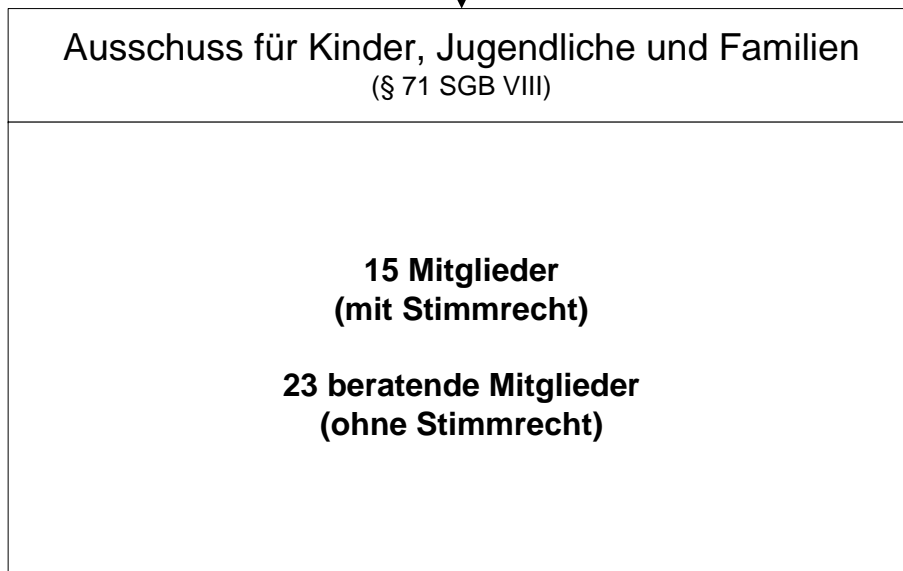 Ausschuss für Kinder, Jugendliche und Familien
(§ 71 SGB VIII)
15 Mitglieder
(mit Stimmrecht)
23 beratende Mitglieder
(ohne Stimmrecht)